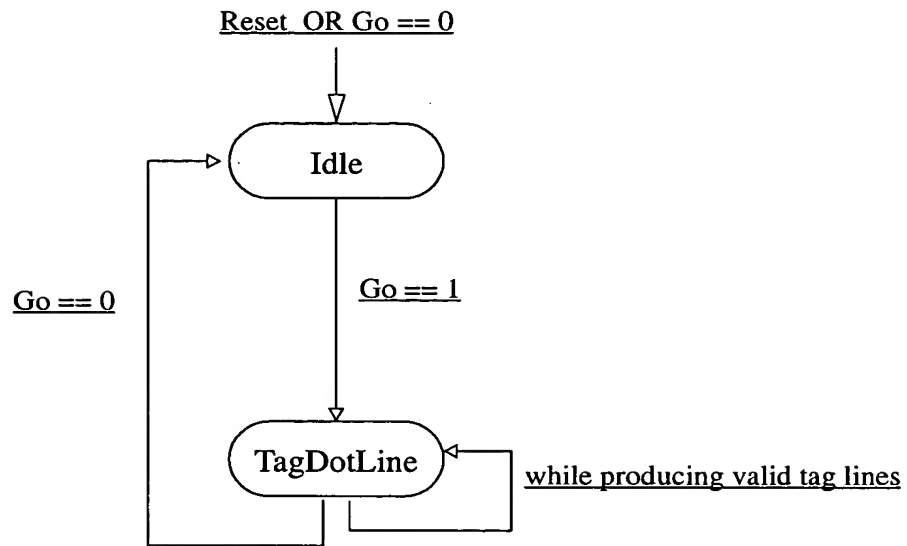 Reset OR Go == 0
Idle
Go == 0
Go == 1
TagDotLine
while producing valid tag lines